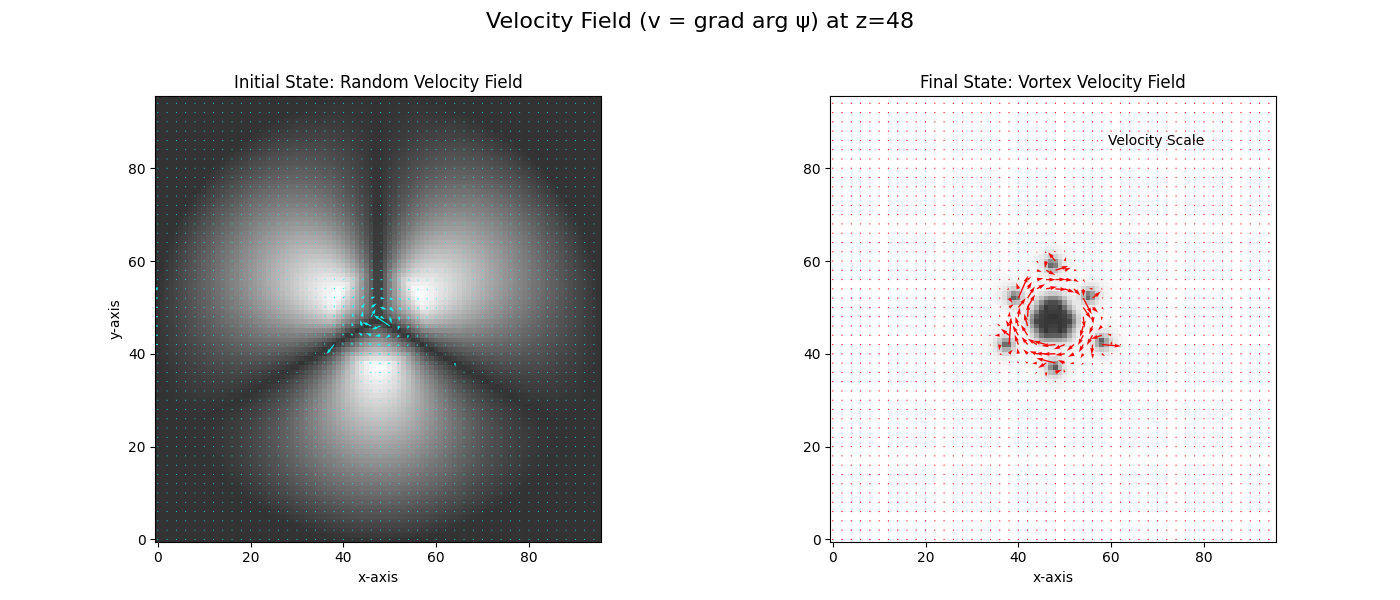 Velocity Field (v = grad arg ψ) at z=48
Initial State: Random Velocity Field
y-axis
80
60
40
20
0
0 20 40 60 80
x-axis
Final State: Vortex Velocity Field
Velocity Scale
80
60
40
20
0
0 20 40 60 80
x-axis